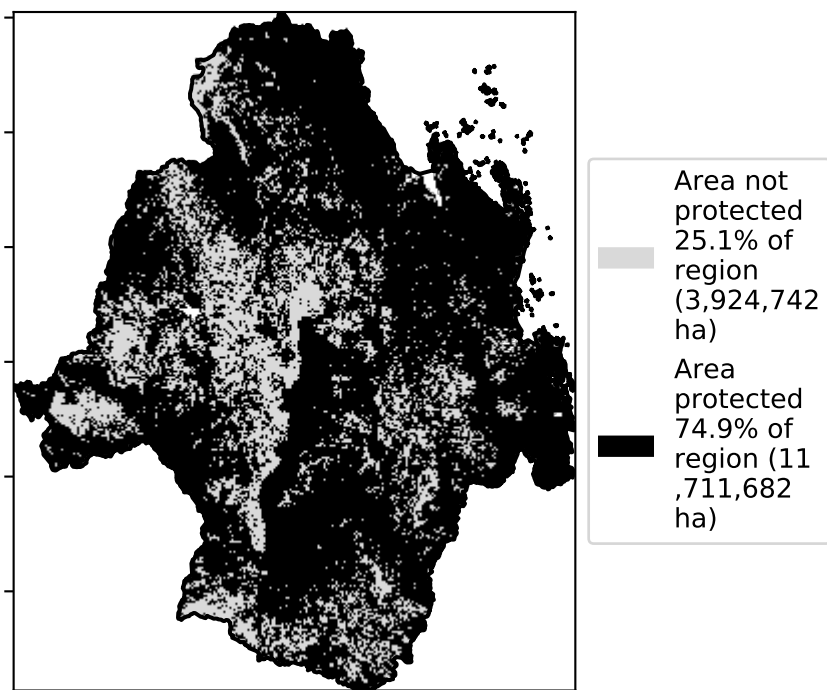 Area not
protected
25.1% of
region
(3,924,742
ha)
Area
protected
74.9% of
region (11
,711,682
ha)